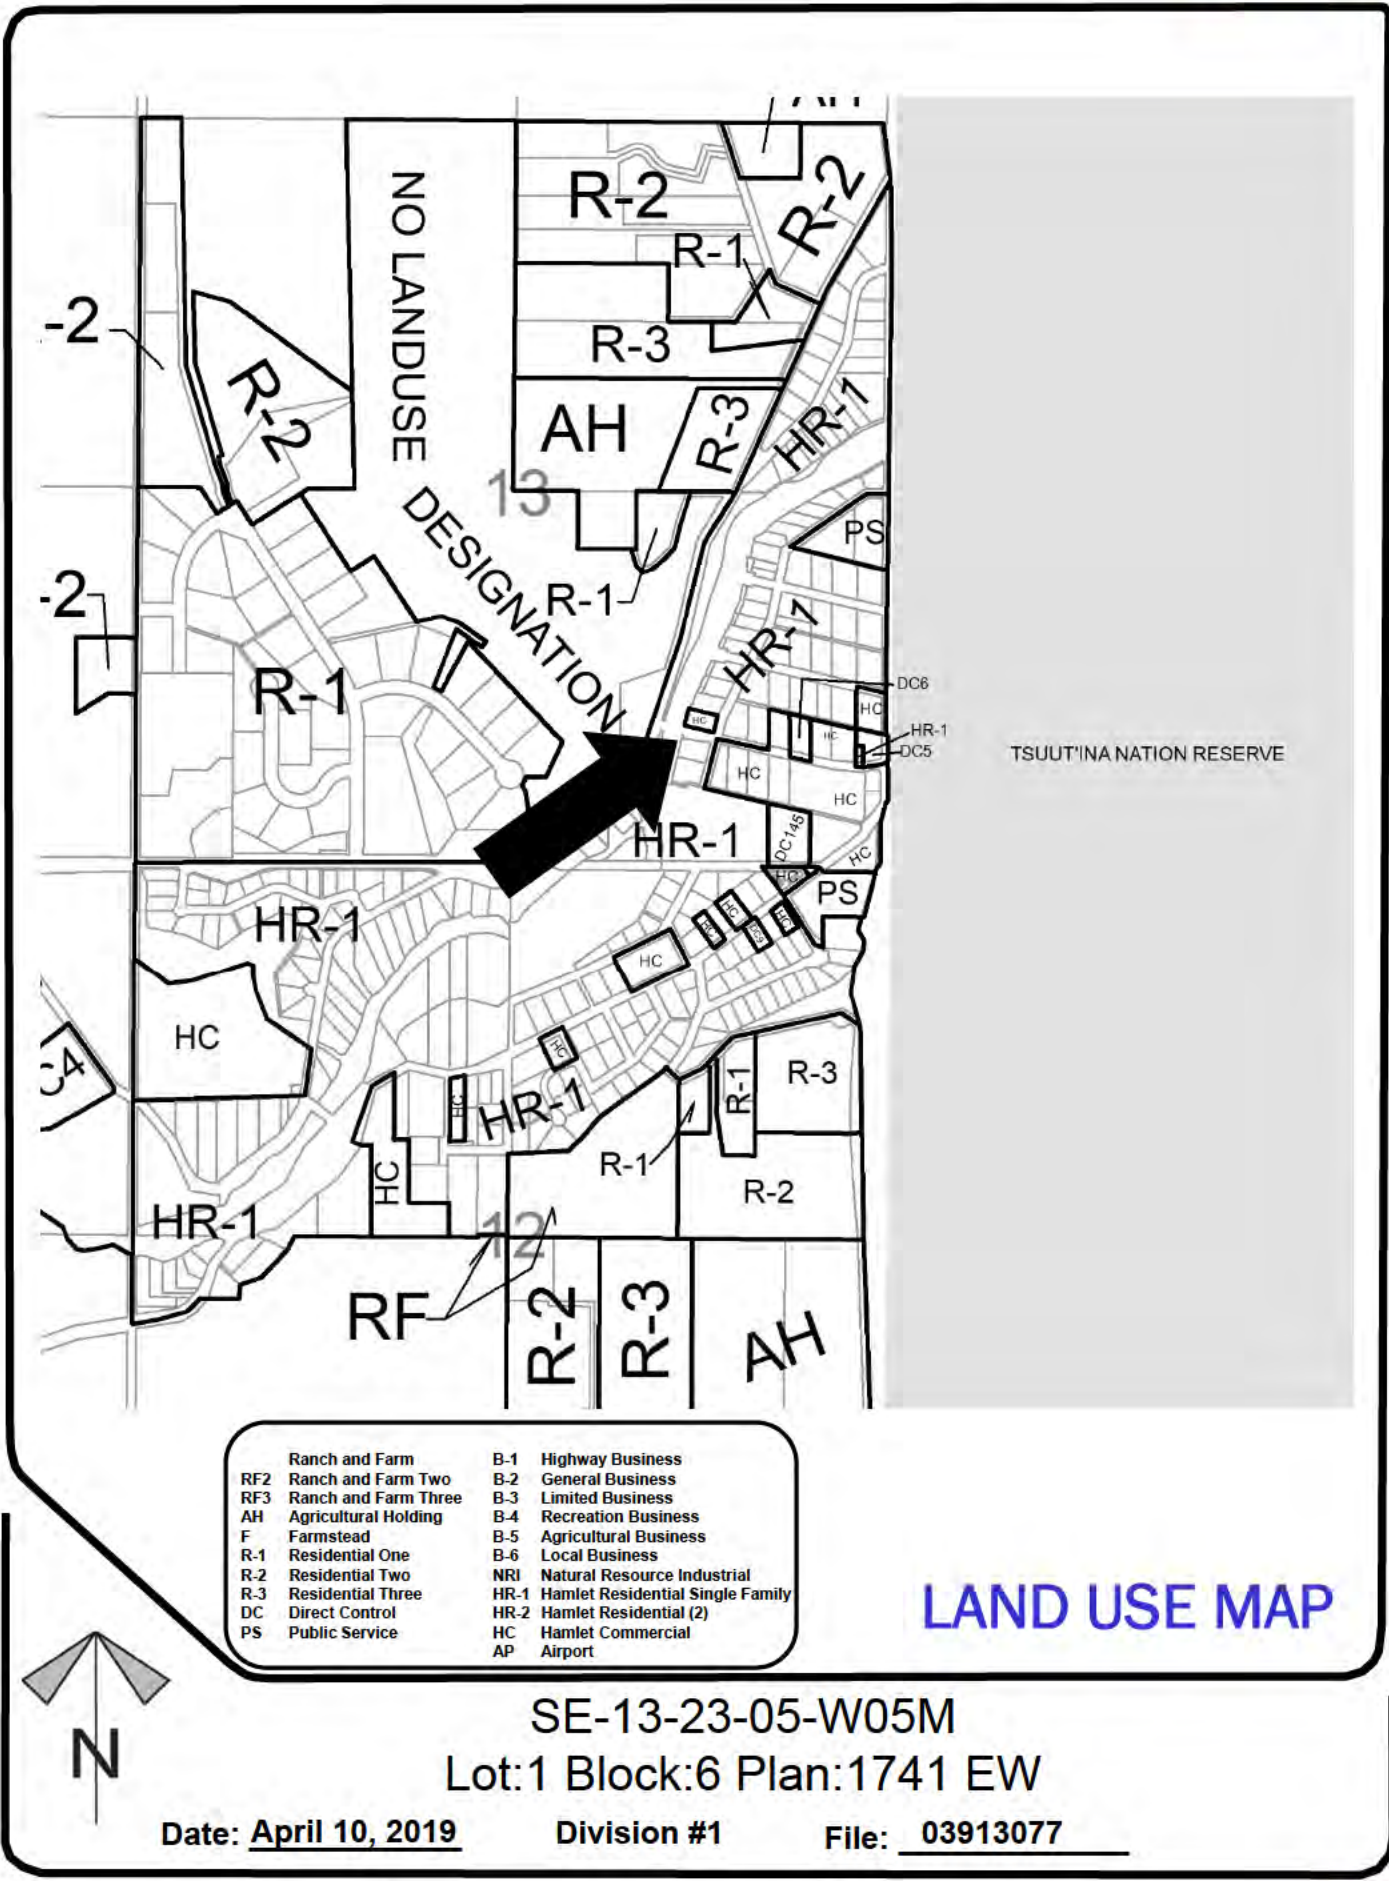 AH
R-2
R-2
R-1
NO LANDUSE DESIGNATION
-2
R-3
R-2
AH
R-3
HR-1
13
PS
-2
R-1
HR-1
R-1
DC6
HC
HC
HC
HR-1
DC5
TSUUT'INA NATION RESERVE
HC
HC
HR-1
DC145
HC
HC
PS
HR-1
HC
HC
DC9
HC
HC
HC
C4
HC
R-3
R-1
HC
HR-1
HC
R-1
R-2
HR-1
12
RF
R-2
R-3
AH
Ranch and Farm B-1 Highway Business
RF2 Ranch and Farm Two B-2 General Business
RF3 Ranch and Farm Three B-3 Limited Business
AH Agricultural Holding B-4 Recreation Business
F Farmstead B-5 Agricultural Business
R-1 Residential One B-6 Local Business
R-2 Residential Two NRI Natural Resource Industrial
R-3 Residential Three HR-1 Hamlet Residential Single Family
DC Direct Control HR-2 Hamlet Residential (2)
PS Public Service HC Hamlet Commercial
AP Airport
LAND USE MAP
N
SE-13-23-05-W05M
Lot:1 Block:6 Plan:1741 EW
Date: April 10, 2019 Division #1 File: 03913077